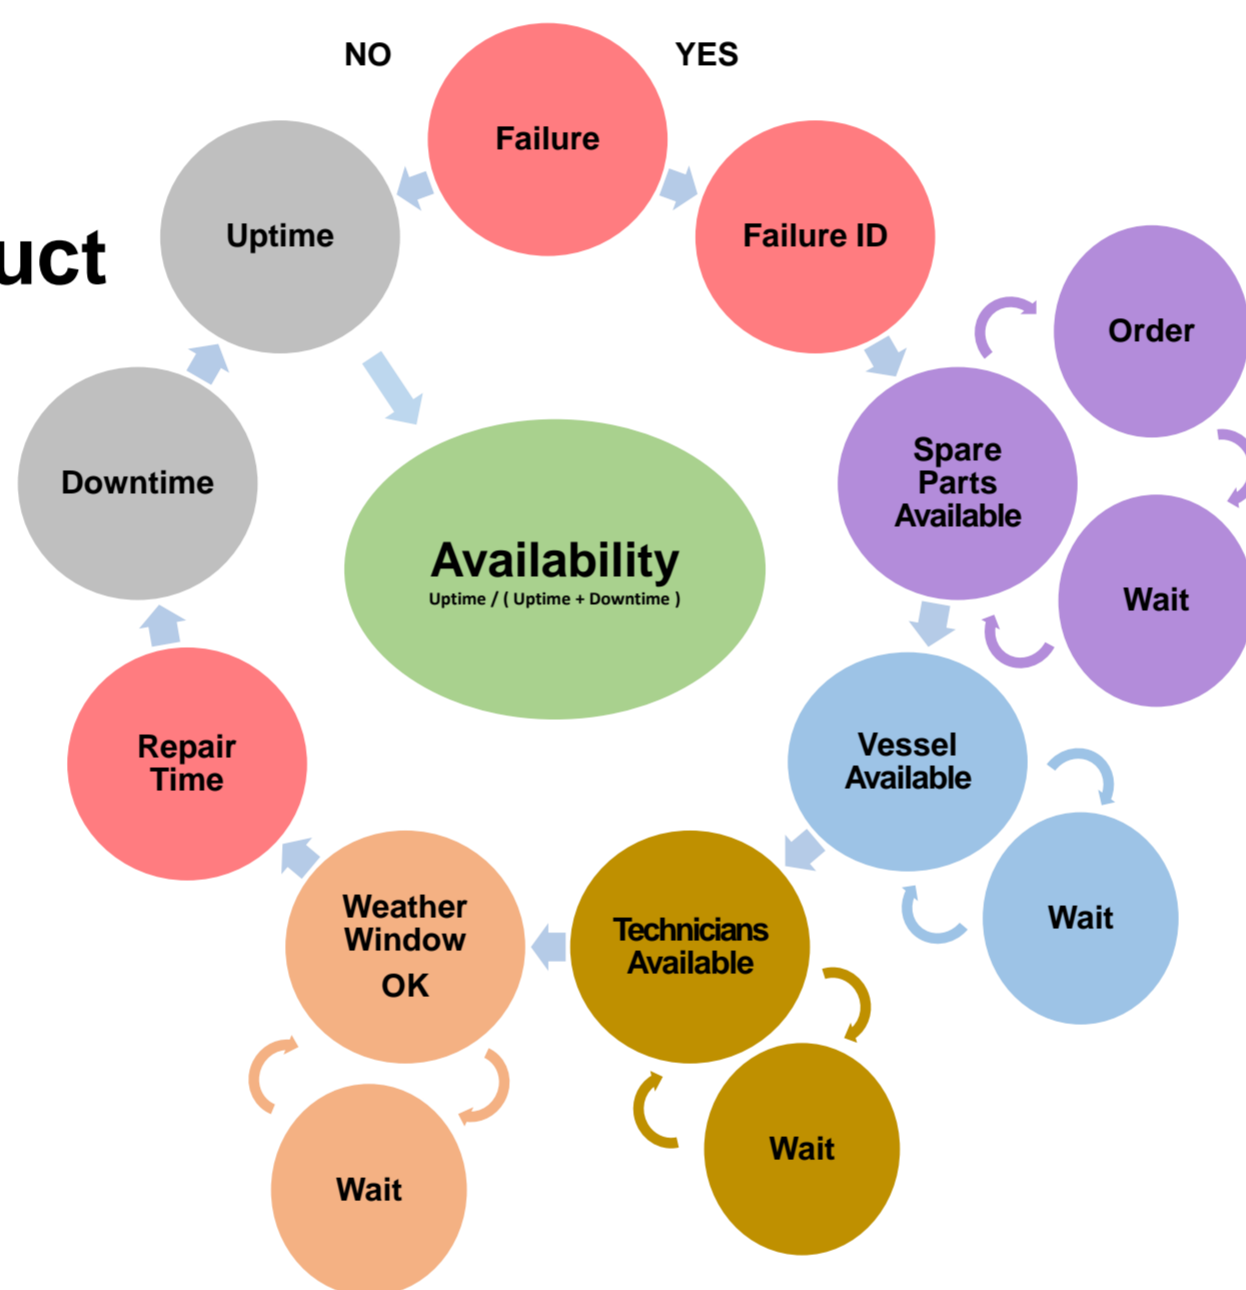 NO
YES
Failure
Uptime
Failure ID
uct
Order
Downtime
Spare
Parts
Available
Availability
Uptime / ( Uptime + Downtime )
Wait
Repair
Time
Vessel
Available
Weather
Window
OK
Technicians
Available
Wait
Wait
Wait